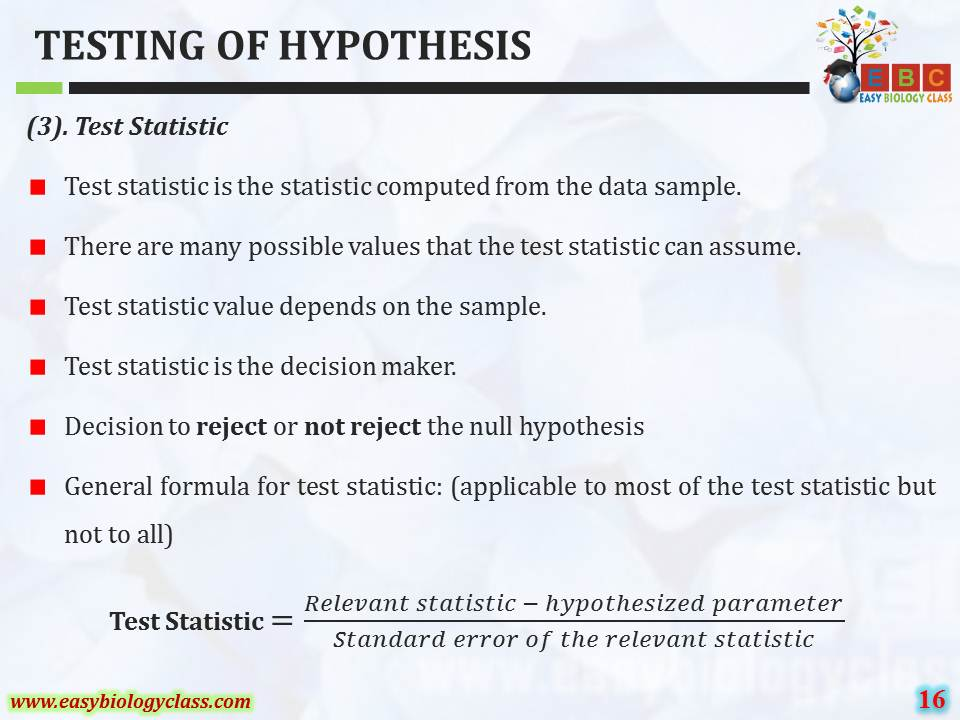 TESTING OF HYPOTHESIS
E B C
EASY BIOLOGY CLASS
(3). Test Statistic
Test statistic is the statistic computed from the data sample.
There are many possible values that the test statistic can assume.
Test statistic value depends on the sample.
Test statistic is the decision maker.
Decision to reject or not reject the null hypothesis
General formula for test statistic: (applicable to most of the test statistic but
not to all)
Test Statistic = 
Relevant statistic − hypothesized parameter
Standard error of the relevant statistic
www.easybiologyclass.com
16